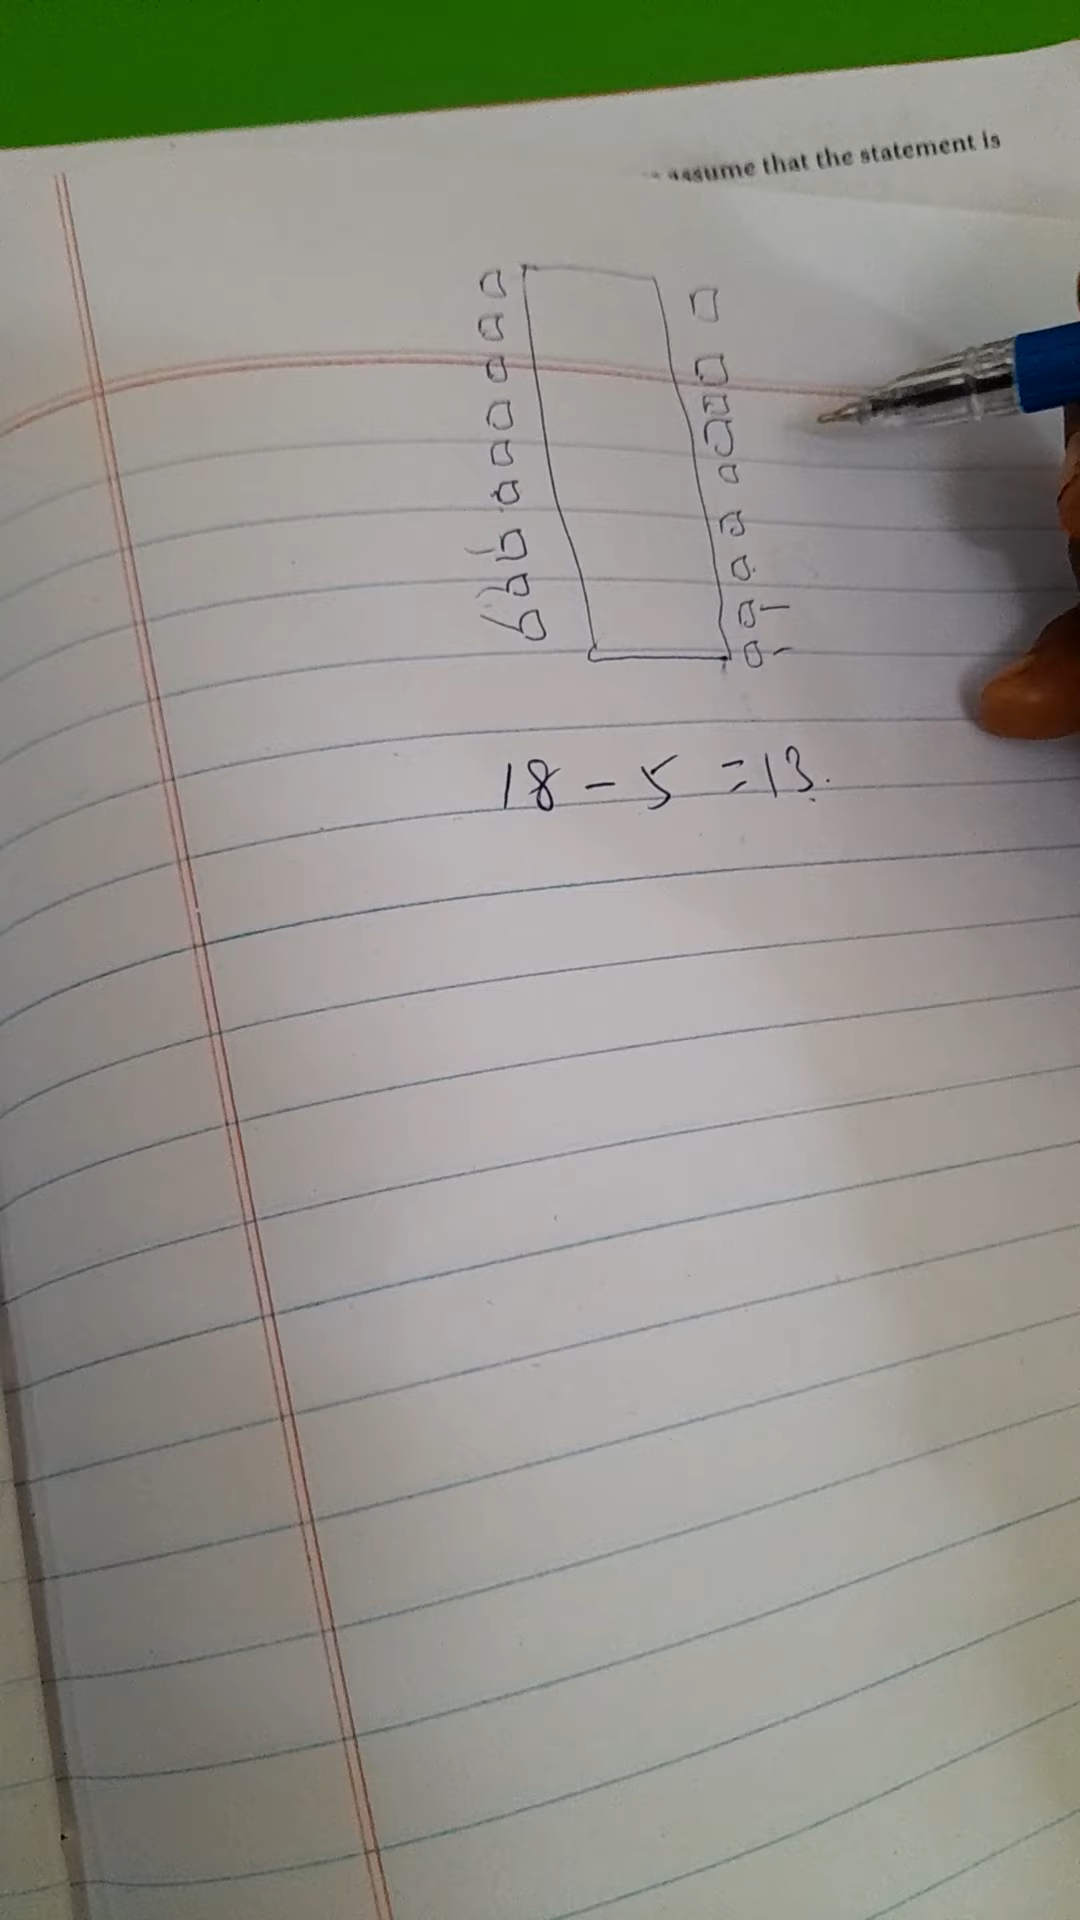 assume that the statement is
18 - 5 = 13.